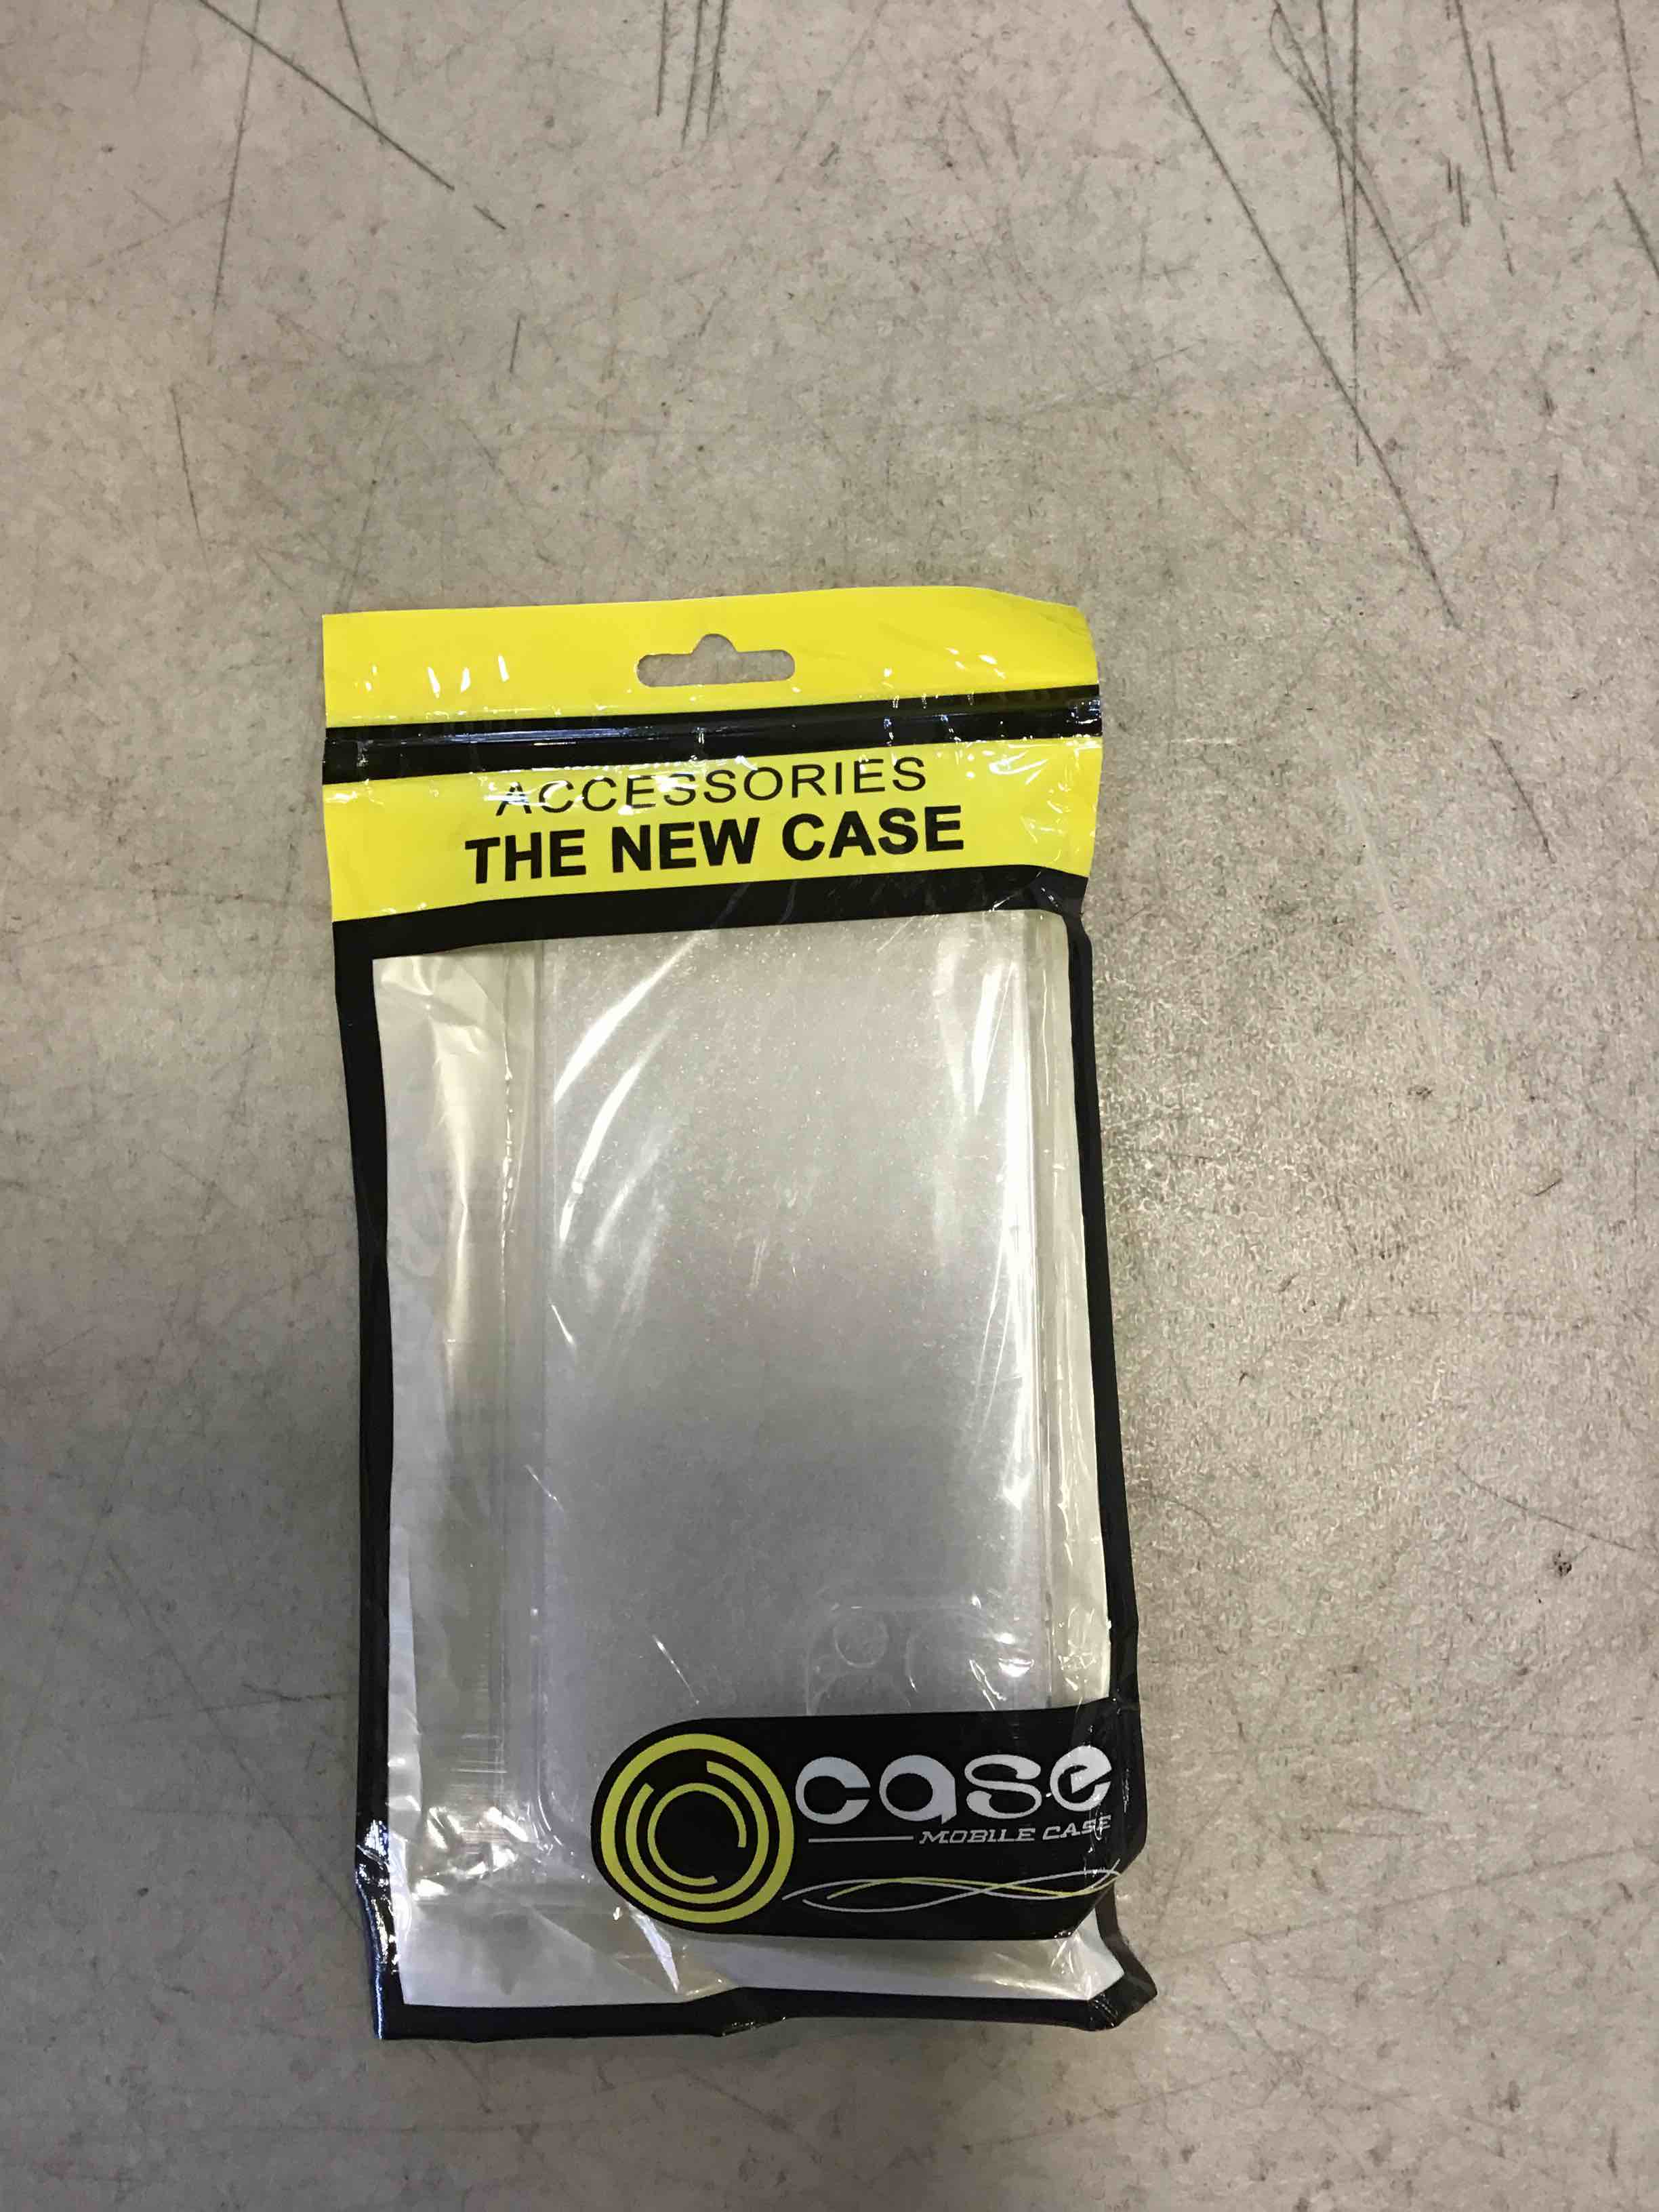 ACCESSORIES
THE NEW CASE
case
MOBILE CASE